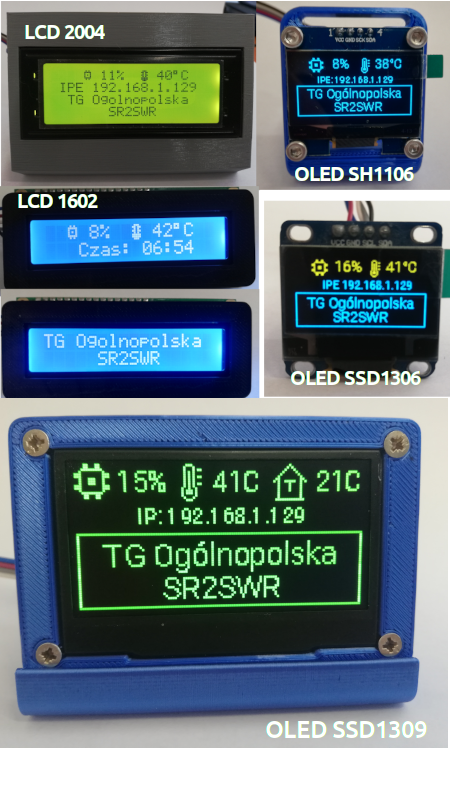 LCD 2004
11% 40°C
IPE 192.168.1.129
TG O9olnopolska
SR2SWR
VCC GND SCK SDA
8% 38°C
IPE:192.168.1.129
TG Ogólnopolska
SR2SWR
OLED SH1106
LCD 1602
8% 42°C
Czas: 06:54
TG O9olnopolska
SR2SWR
VCC GND SCL SDA
16% 41°C
IPE 192.168.1.129
TG Ogólnopolska
SR2SWR
OLED SSD1306
15% 41C T 21C
IP:192.168.1.129
TG Ogólnopolska
SR2SWR
OLED SSD1309